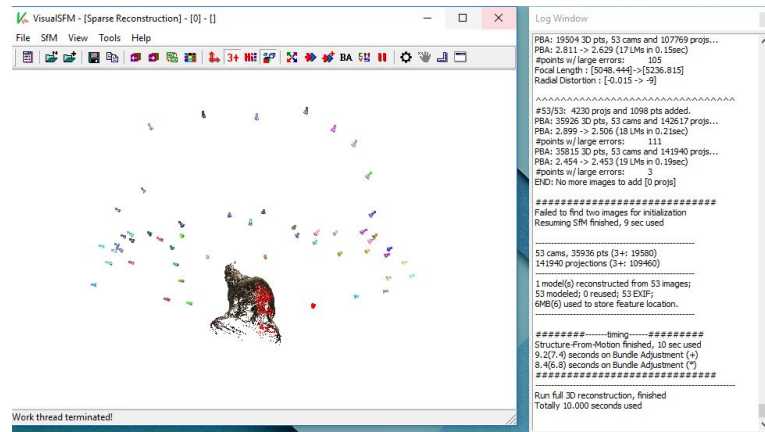 VisualSFM - [Sparse Reconstruction] - [0] - []
File SfM View Tools Help
3+ BA
Work thread terminated!
Log Window
PBA: 19504 3D pts, 53 cams and 107769 projs...
PBA: 2.811 -> 2.629 (17 LMs in 0.15sec)
#points w/ large errors: 105
Focal Length : [5048.444]->[5236.815]
Radial Distortion : [-0.015 -> -9]
^^^^^^^^^^^^^^^^^^^^^^^^^^^^^^^^
#53/53: 4230 projs and 1098 pts added.
PBA: 35926 3D pts, 53 cams and 142617 projs...
PBA: 2.899 -> 2.506 (18 LMs in 0.21sec)
#points w/ large errors: 111
PBA: 35815 3D pts, 53 cams and 141940 projs...
PBA: 2.454 -> 2.453 (19 LMs in 0.19sec)
#points w/ large errors: 3
END: No more images to add [0 projs]
#############################
Failed to find two images for initialization
Resuming SfM finished, 9 sec used
----------------------------------------------------------------
53 cams, 35936 pts (3+: 19580)
141940 projections (3+: 109460)
----------------------------------------------------------------
1 model(s) reconstructed from 53 images;
53 modeled; 0 reused; 53 EXIF;
6MB(6) used to store feature location.
----------------------------------------------------------------
########-------timing------#########
Structure-From-Motion finished, 10 sec used
9.2(7.4) seconds on Bundle Adjustment (+)
8.4(6.8) seconds on Bundle Adjustment (*)
#############################
----------------------------------------------------------------
Run full 3D reconstruction, finished
Totally 10.000 seconds used